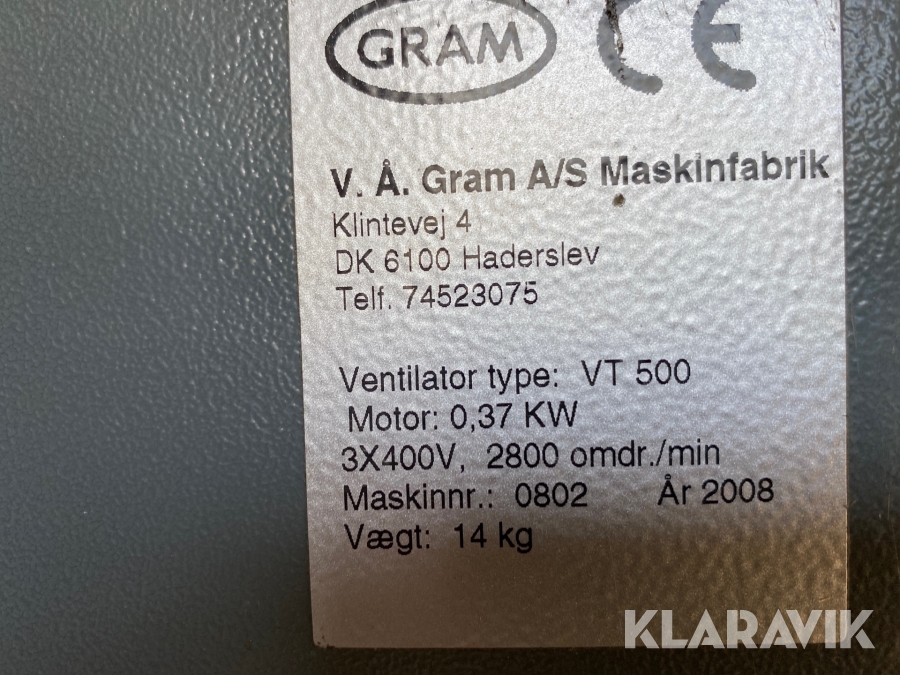 GRAM CE
V. Å. Gram A/S Maskinfabrik
Klintevej 4
DK 6100 Haderslev
Telf. 74523075
Ventilator type: VT 500
Motor: 0,37 KW
3X400V, 2800 omdr./min
Maskinnr.: 0802 År 2008
Vægt: 14 kg
KLARAVIK